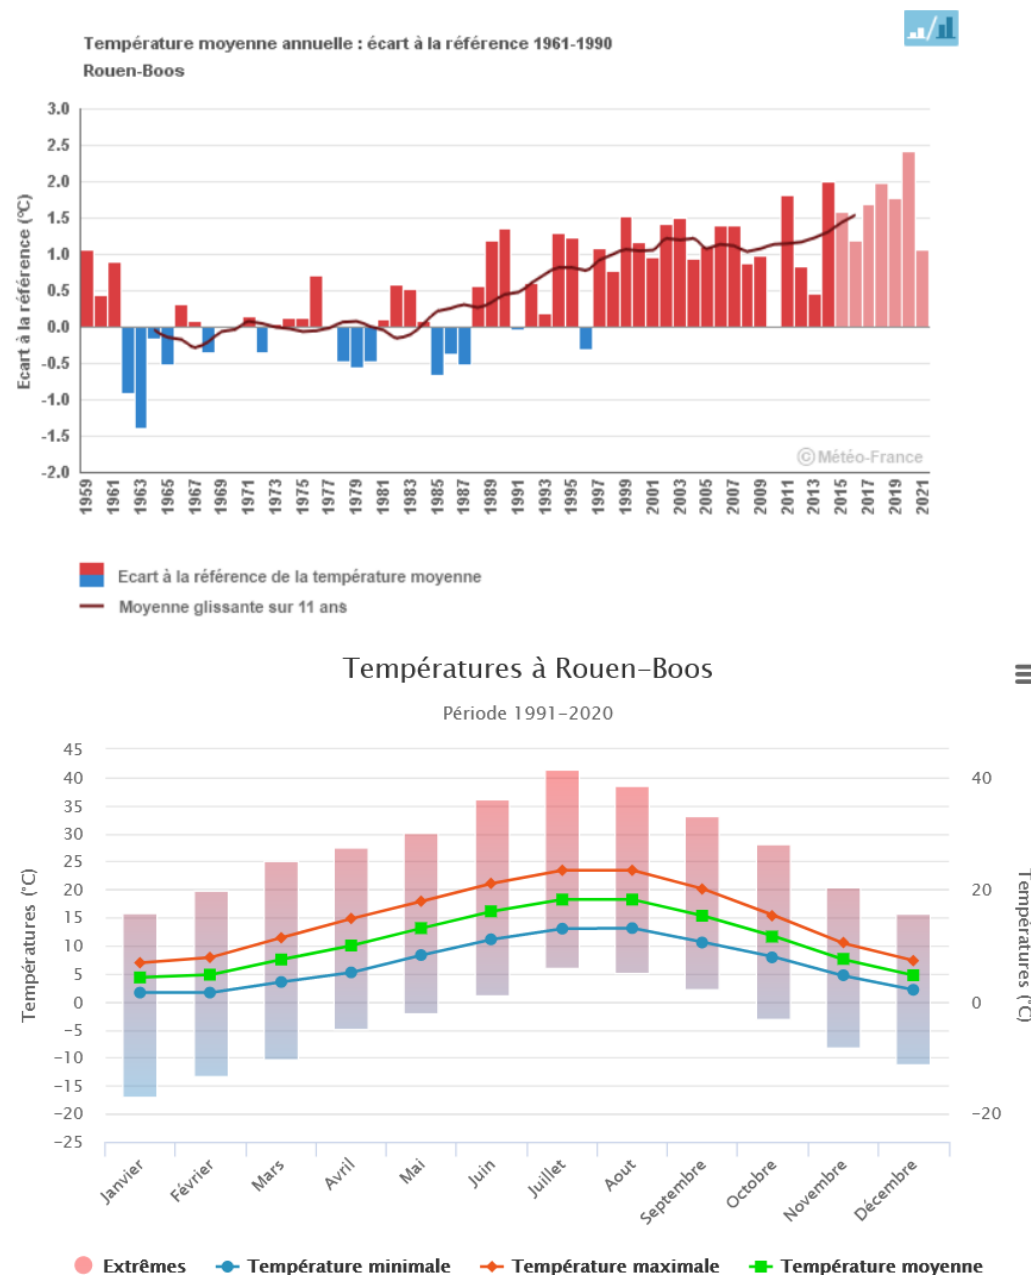 Température moyenne annuelle : écart à la référence 1961-1990
Rouen-Boos
Ecart à la référence (°C)
3.0
2.5
2.0
1.5
1.0
0.5
0.0
-0.5
-1.0
-1.5
-2.0
© Météo-France
1959 1961 1963 1965 1967 1969 1971 1973 1975 1977 1979 1981 1983 1985 1987 1989 1991 1993 1995 1997 1999 2001 2003 2005 2007 2009 2011 2013 2015 2017 2019 2021
Ecart à la référence de la température moyenne
Moyenne glissante sur 11 ans
Températures à Rouen-Boos
Période 1991-2020
Températures (°C)
45
40 40
35
30
25
20 20
15
10
5
0 0
-5
-10
-15
-20 -20
-25
Températures (°C)
Janvier Février Mars Avril Mai Juin Juillet Aout Septembre Octobre Novembre Décembre
Extrêmes Température minimale Température maximale Température moyenne